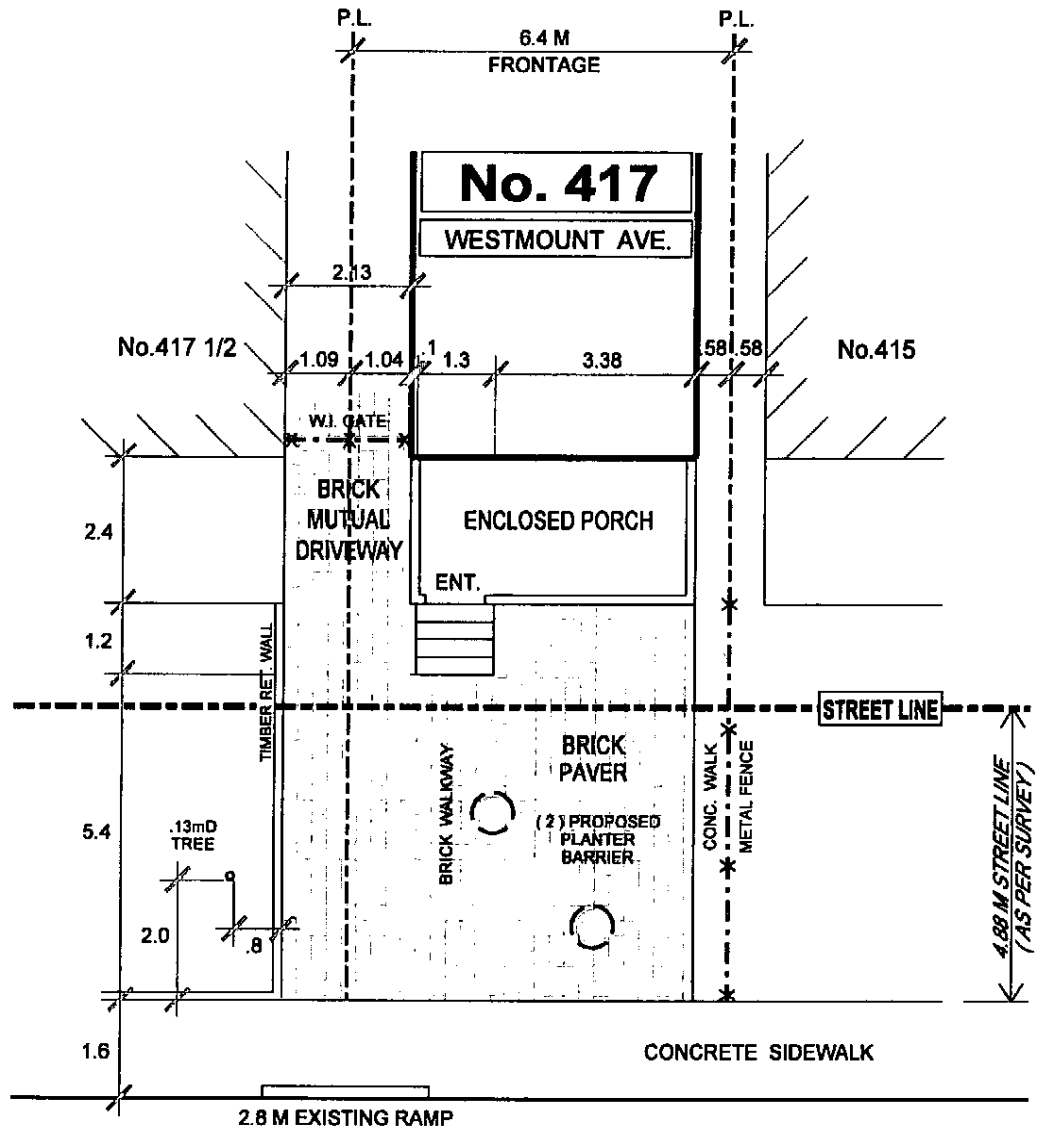 P.L.
P.L.
6.4 M
FRONTAGE
No. 417
WESTMOUNT AVE.
2.13
No.417 1/2
1.09
1.04
.1
1.3
3.38
.58
.58
No.415
W.I. GATE
BRICK
MUTUAL
DRIVEWAY
ENCLOSED PORCH
2.4
ENT.
1.2
TIMBER RET. WALL
STREET LINE
BRICK
PAVER
BRICK WALKWAY
( 2 ) PROPOSED
PLANTER
BARRIER
CONC. WALK
METAL FENCE
4.88 M STREET LINE
( AS PER SURVEY )
5.4
.13mD
TREE
2.0
.8
1.6
CONCRETE SIDEWALK
2.8 M EXISTING RAMP